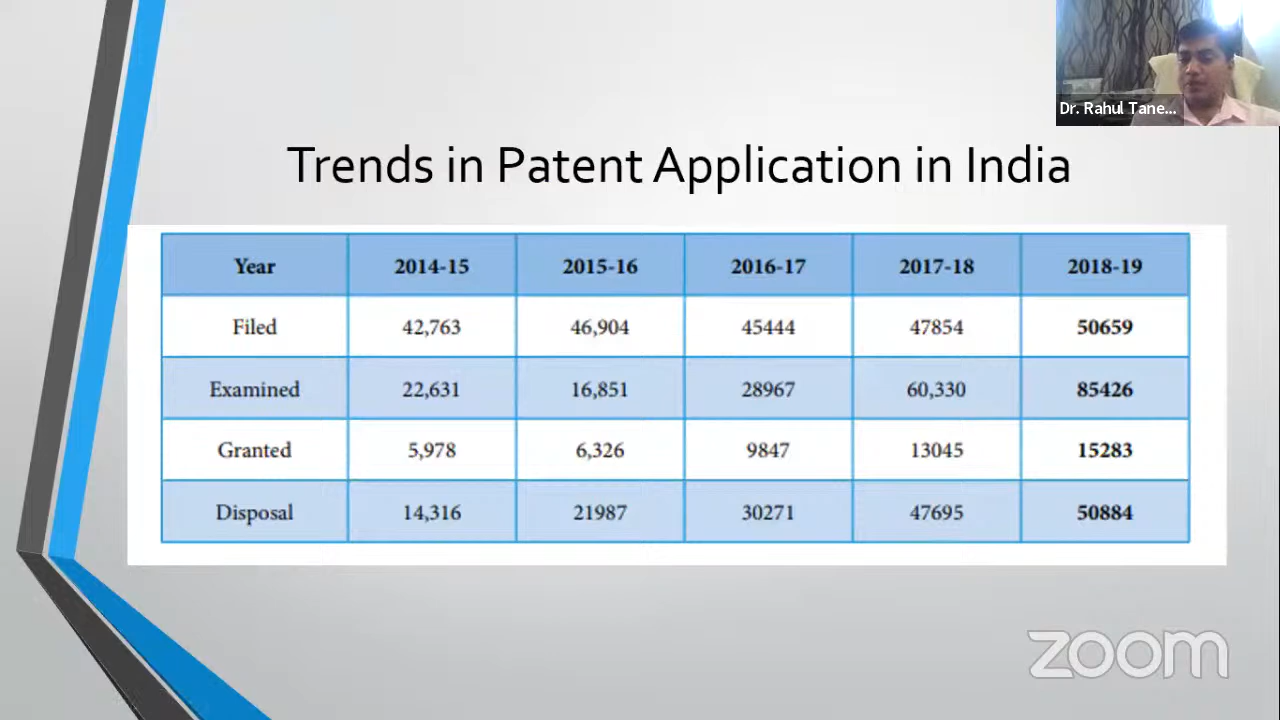 Dr. Rahul Tane...
Trends in Patent Application in India
Year 2014-15 2015-16 2016-17 2017-18 2018-19
Filed 42,763 46,904 45444 47854 50659
Examined 22,631 16,851 28967 60,330 85426
Granted 5,978 6,326 9847 13045 15283
Disposal 14,316 21987 30271 47695 50884
zoom